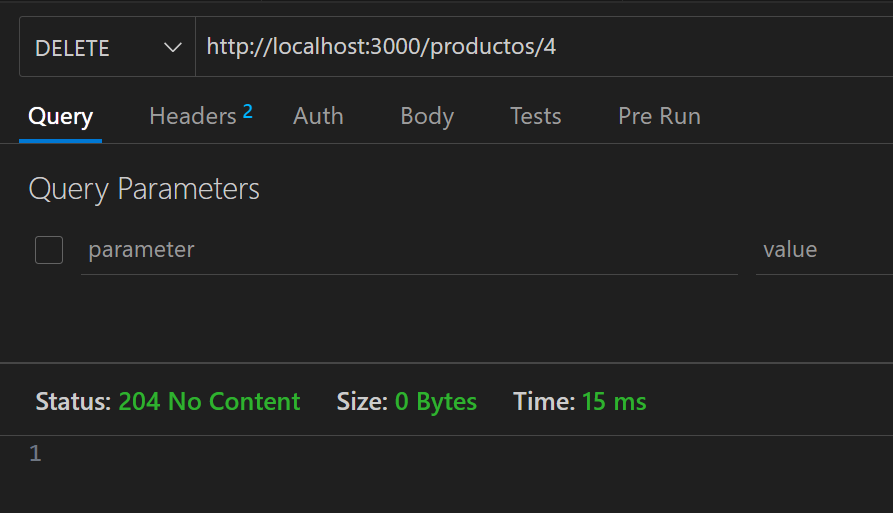 DELETE http://localhost:3000/productos/4
Query Headers 2 Auth Body Tests Pre Run
Query Parameters
parameter value
Status: 204 No Content Size: 0 Bytes Time: 15 ms
1